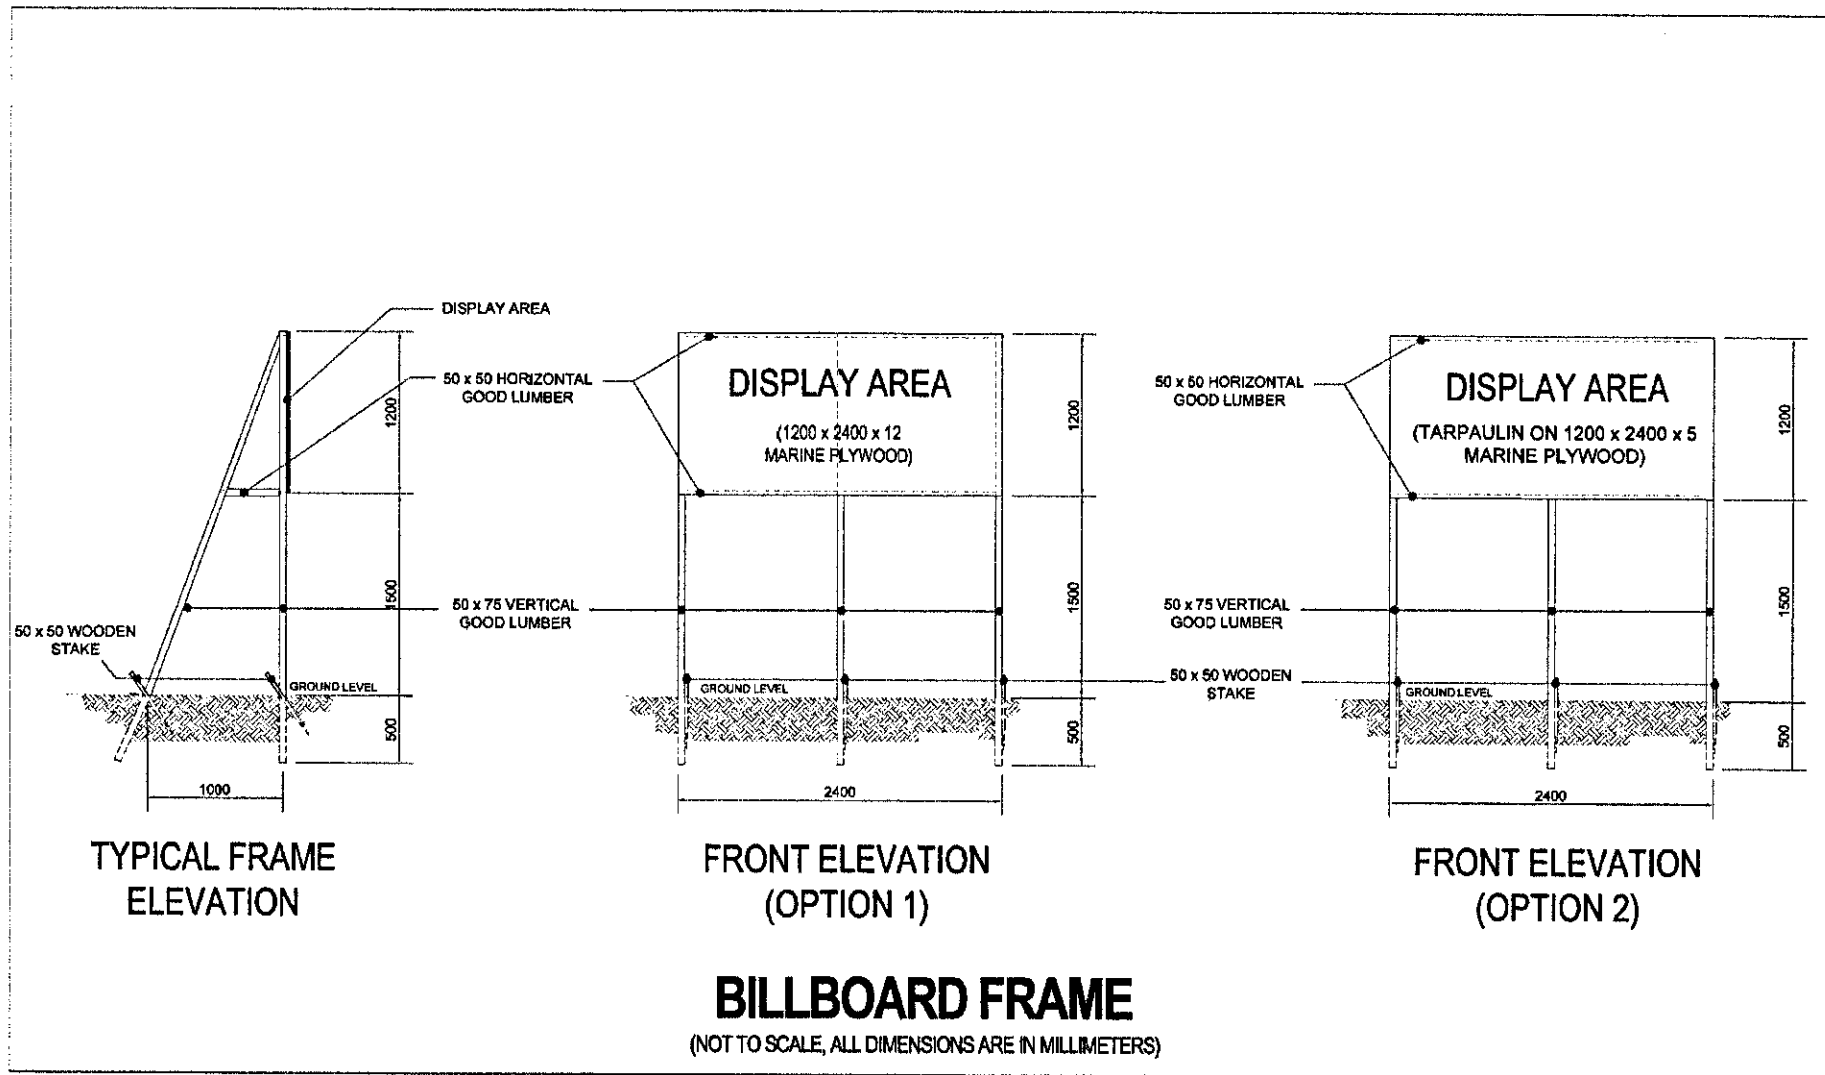 DISPLAY AREA
50 x 50 HORIZONTAL
GOOD LUMBER
1200
1500
50 x 75 VERTICAL
GOOD LUMBER
50 x 50 WOODEN
STAKE
GROUND LEVEL
500
1000
TYPICAL FRAME
ELEVATION
DISPLAY AREA
(1200 x 2400 x 12
MARINE PLYWOOD)
1200
1500
50 x 50 WOODEN
STAKE
GROUND LEVEL
500
2400
FRONT ELEVATION
(OPTION 1)
50 x 50 HORIZONTAL
GOOD LUMBER
DISPLAY AREA
(TARPAULIN ON 1200 x 2400 x 5
MARINE PLYWOOD)
1200
50 x 75 VERTICAL
GOOD LUMBER
1500
GROUND LEVEL
500
2400
FRONT ELEVATION
(OPTION 2)
BILLBOARD FRAME
(NOT TO SCALE, ALL DIMENSIONS ARE IN MILLIMETERS)